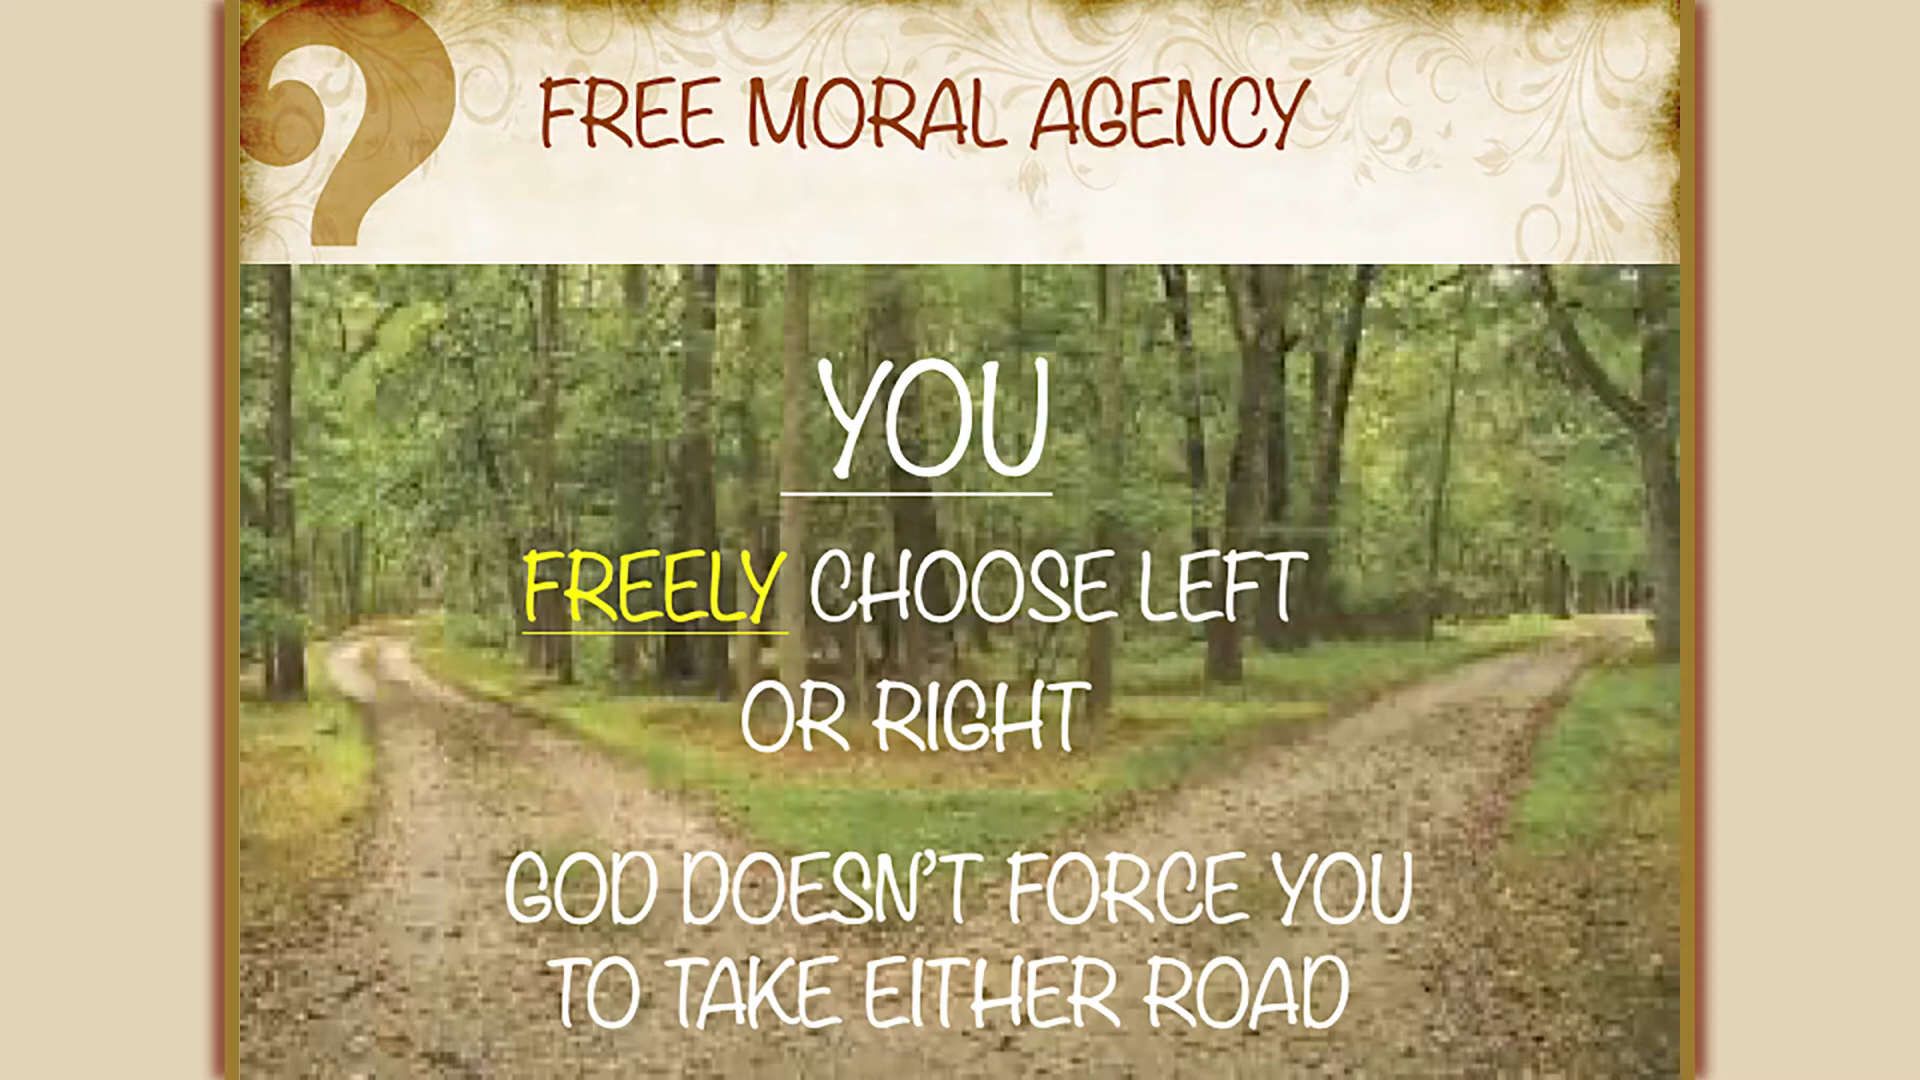 ?
FREE MORAL AGENCY
YOU
FREELY CHOOSE LEFT
OR RIGHT
GOD DOESN'T FORCE YOU
TO TAKE EITHER ROAD